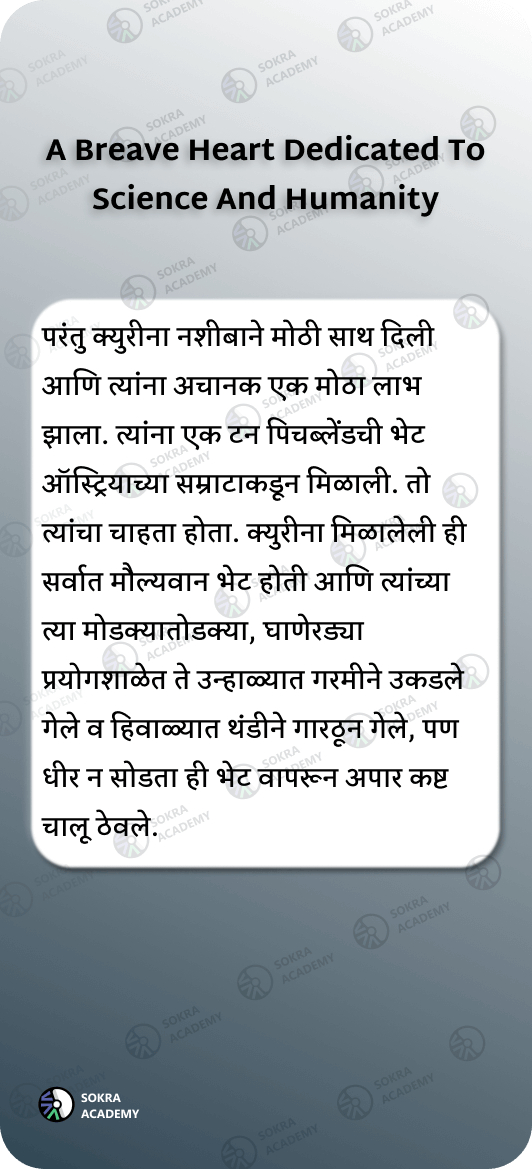 A Breave Heart Dedicated To
Science And Humanity
परंतु क्युरीना नशीबाने मोठी साथ दिली
आणि त्यांना अचानक एक मोठा लाभ
झाला. त्यांना एक टन पिचब्लेंडची भेट
ऑस्ट्रियाच्या सम्राटाकडून मिळाली. तो
त्यांचा चाहता होता. क्युरीना मिळालेली ही
सर्वात मौल्यवान भेट होती आणि त्यांच्या
त्या मोडक्यातोडक्या, घाणेरड्या
प्रयोगशाळेत ते उन्हाळ्यात गरमीने उकडले
गेले व हिवाळ्यात थंडीने गारठून गेले, पण
धीर न सोडता ही भेट वापरून अपार कष्ट
चालू ठेवले.
SOKRA
ACADEMY